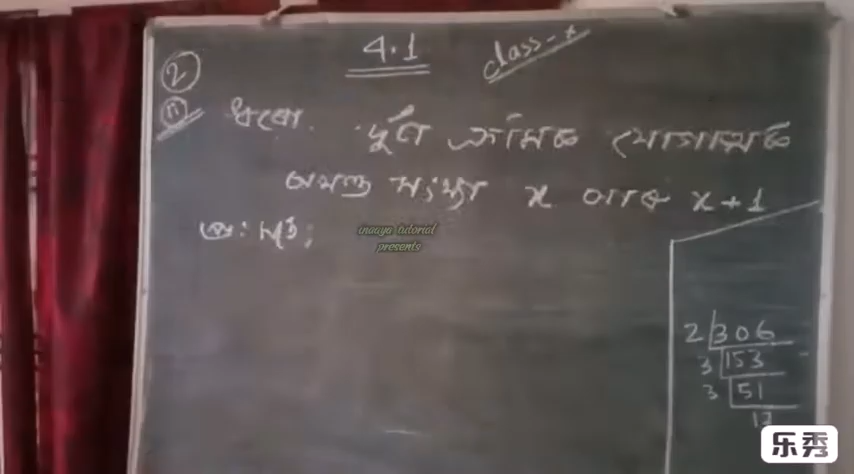 4.1 class-x
2
(ii) ধৰো. দুটা ক্ৰমিক যোগাত্মক
অখণ্ড সংখ্যা x আৰু x+1
inaaya tutorial
presents
2 306
3 153
3 51
17
乐秀